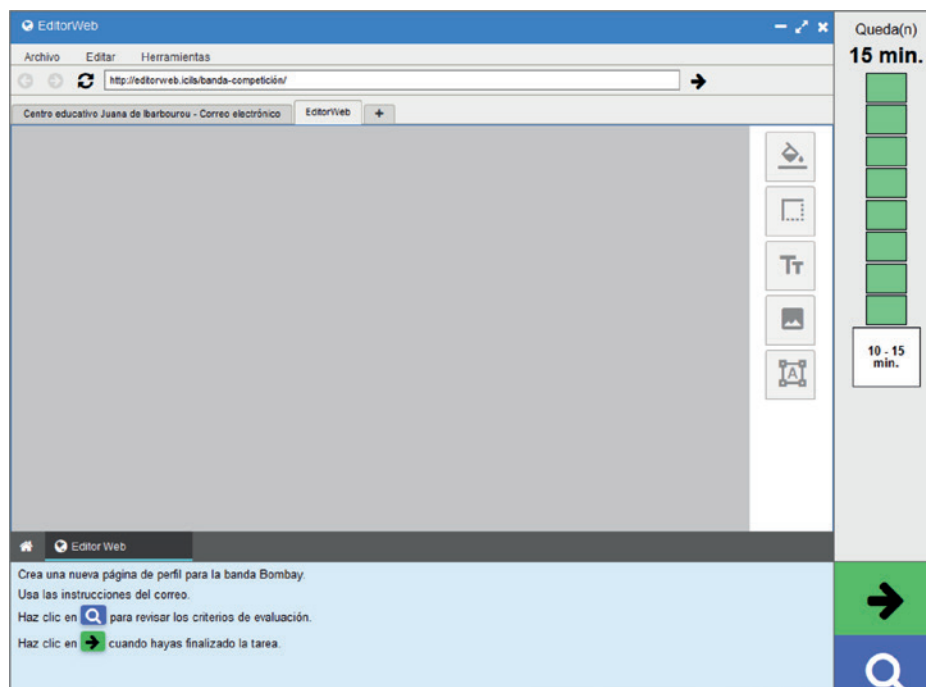 EditorWeb
Archivo Editar Herramientas
http://editorweb.icils/banda-competición/
Centro educativo Juana de Ibarbourou - Correo electrónico EditorWeb +
Tт
A
Editor Web
Crea una nueva página de perfil para la banda Bombay.
Usa las instrucciones del correo.
Haz clic en para revisar los criterios de evaluación.
Haz clic en cuando hayas finalizado la tarea.
Queda(n)
15 min.
10 - 15
min.